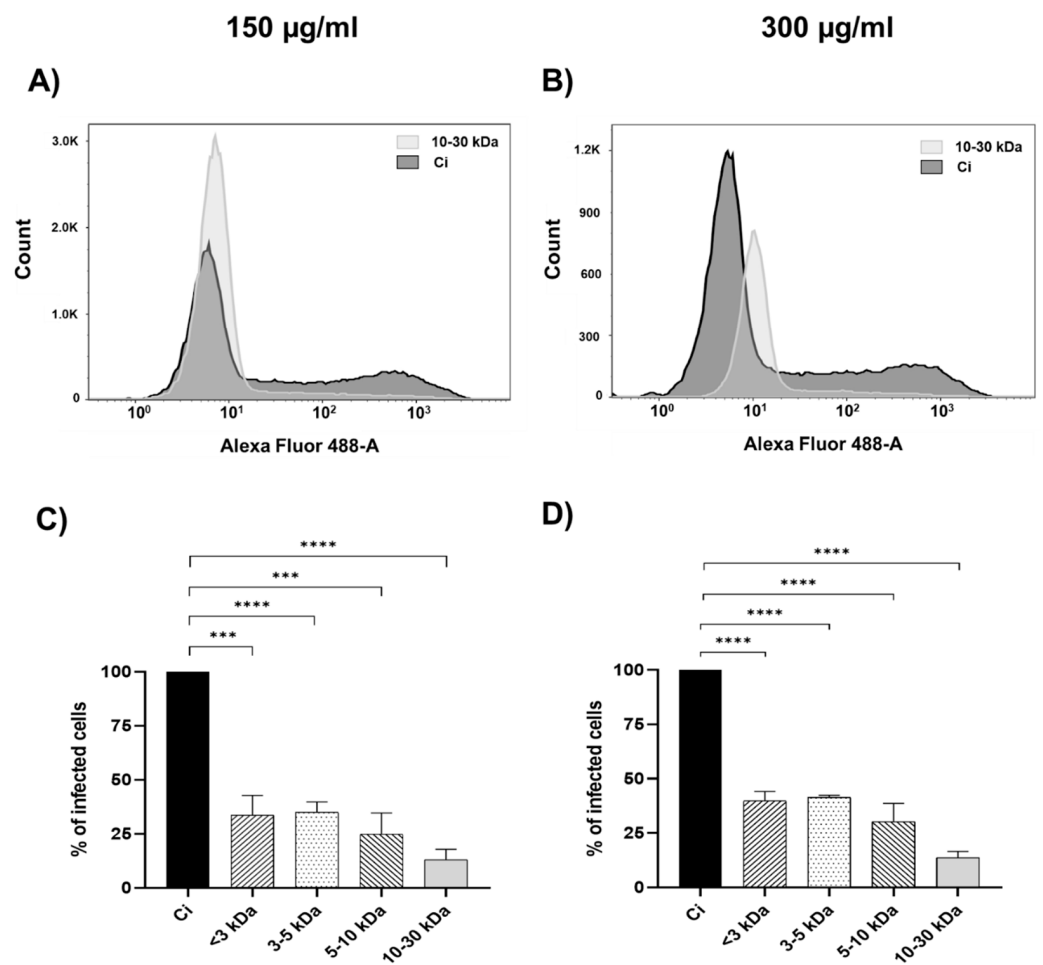 150 µg/ml
300 µg/ml
A)
3.0K
2.0K
1.0K
0
Count
10-30 kDa
Ci
10⁰
10¹
10²
10³
Alexa Fluor 488-A
B)
1.2K
900
600
300
0
Count
10-30 kDa
Ci
10⁰
10¹
10²
10³
Alexa Fluor 488-A
C)
****
***
****
***
100
75
50
25
0
% of infected cells
Ci
<3 kDa
3-5 kDa
5-10 kDa
10-30 kDa
D)
****
****
****
****
100
75
50
25
0
% of infected cells
Ci
<3 kDa
3-5 kDa
5-10 kDa
10-30 kDa